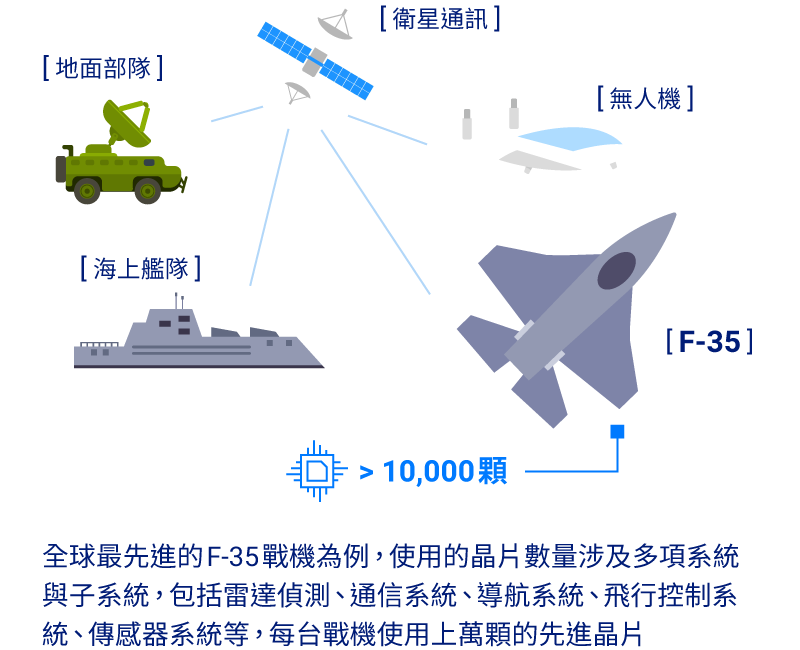 [ 衛星通訊 ]
[ 地面部隊 ]
[ 無人機 ]
[ 海上艦隊 ]
[ F-35 ]
> 10,000顆
全球最先進的F-35戰機為例，使用的晶片數量涉及多項系統
與子系統，包括雷達偵測、通信系統、導航系統、飛行控制系
統、傳感器系統等，每台戰機使用上萬顆的先進晶片